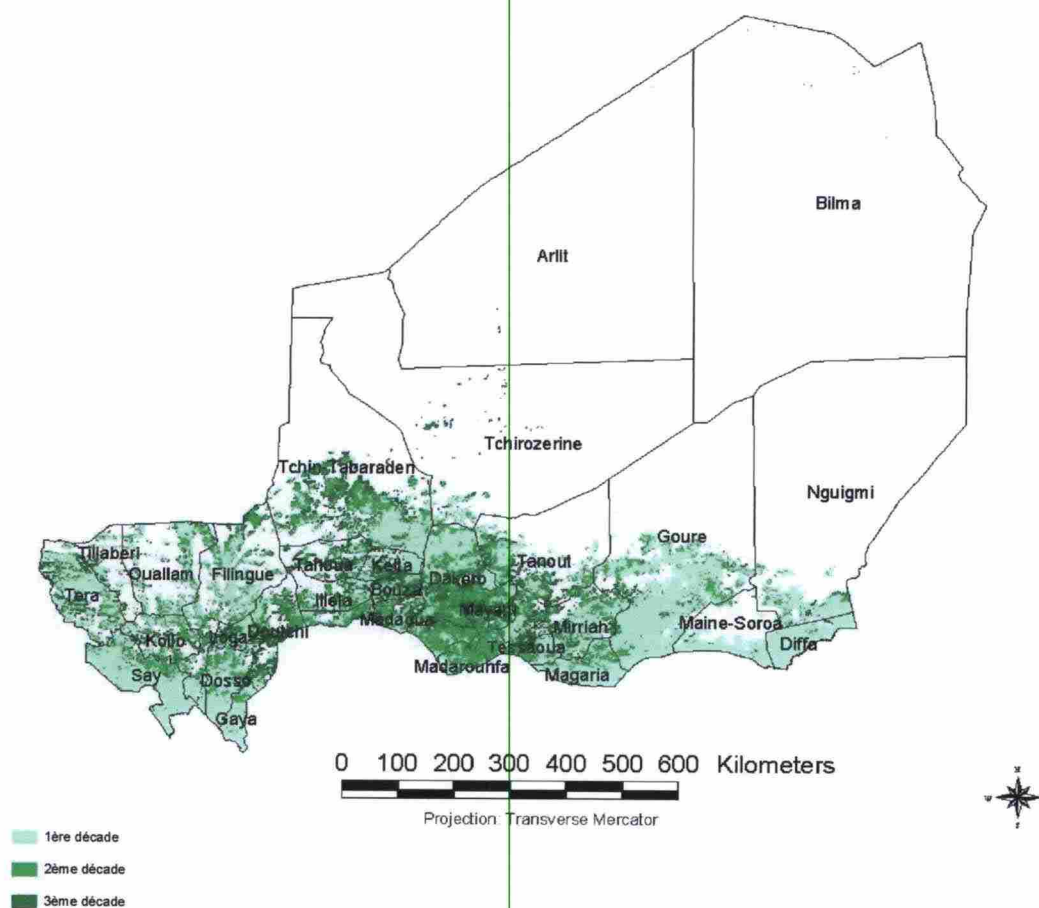 Bilma
Arlit
Tchirozerine
Tchin-Tabaraden
Nguigmi
Goure
Tillaberi
Ouallam
Filingue
Tahoua
Keita
Tanout
Dakoro
Tera
Illela
Bouza
Mayahi
Madaoua
Mirriah
Maine-Soroa
Kollo
Loga
Tessaoua
Diffa
Say
Dosso
Madarounfa
Magaria
Gaya
0 100 200 300 400 500 600 Kilometers
Projection: Transverse Mercator
N
W
S
1ère décade
2ème décade
3ème décade